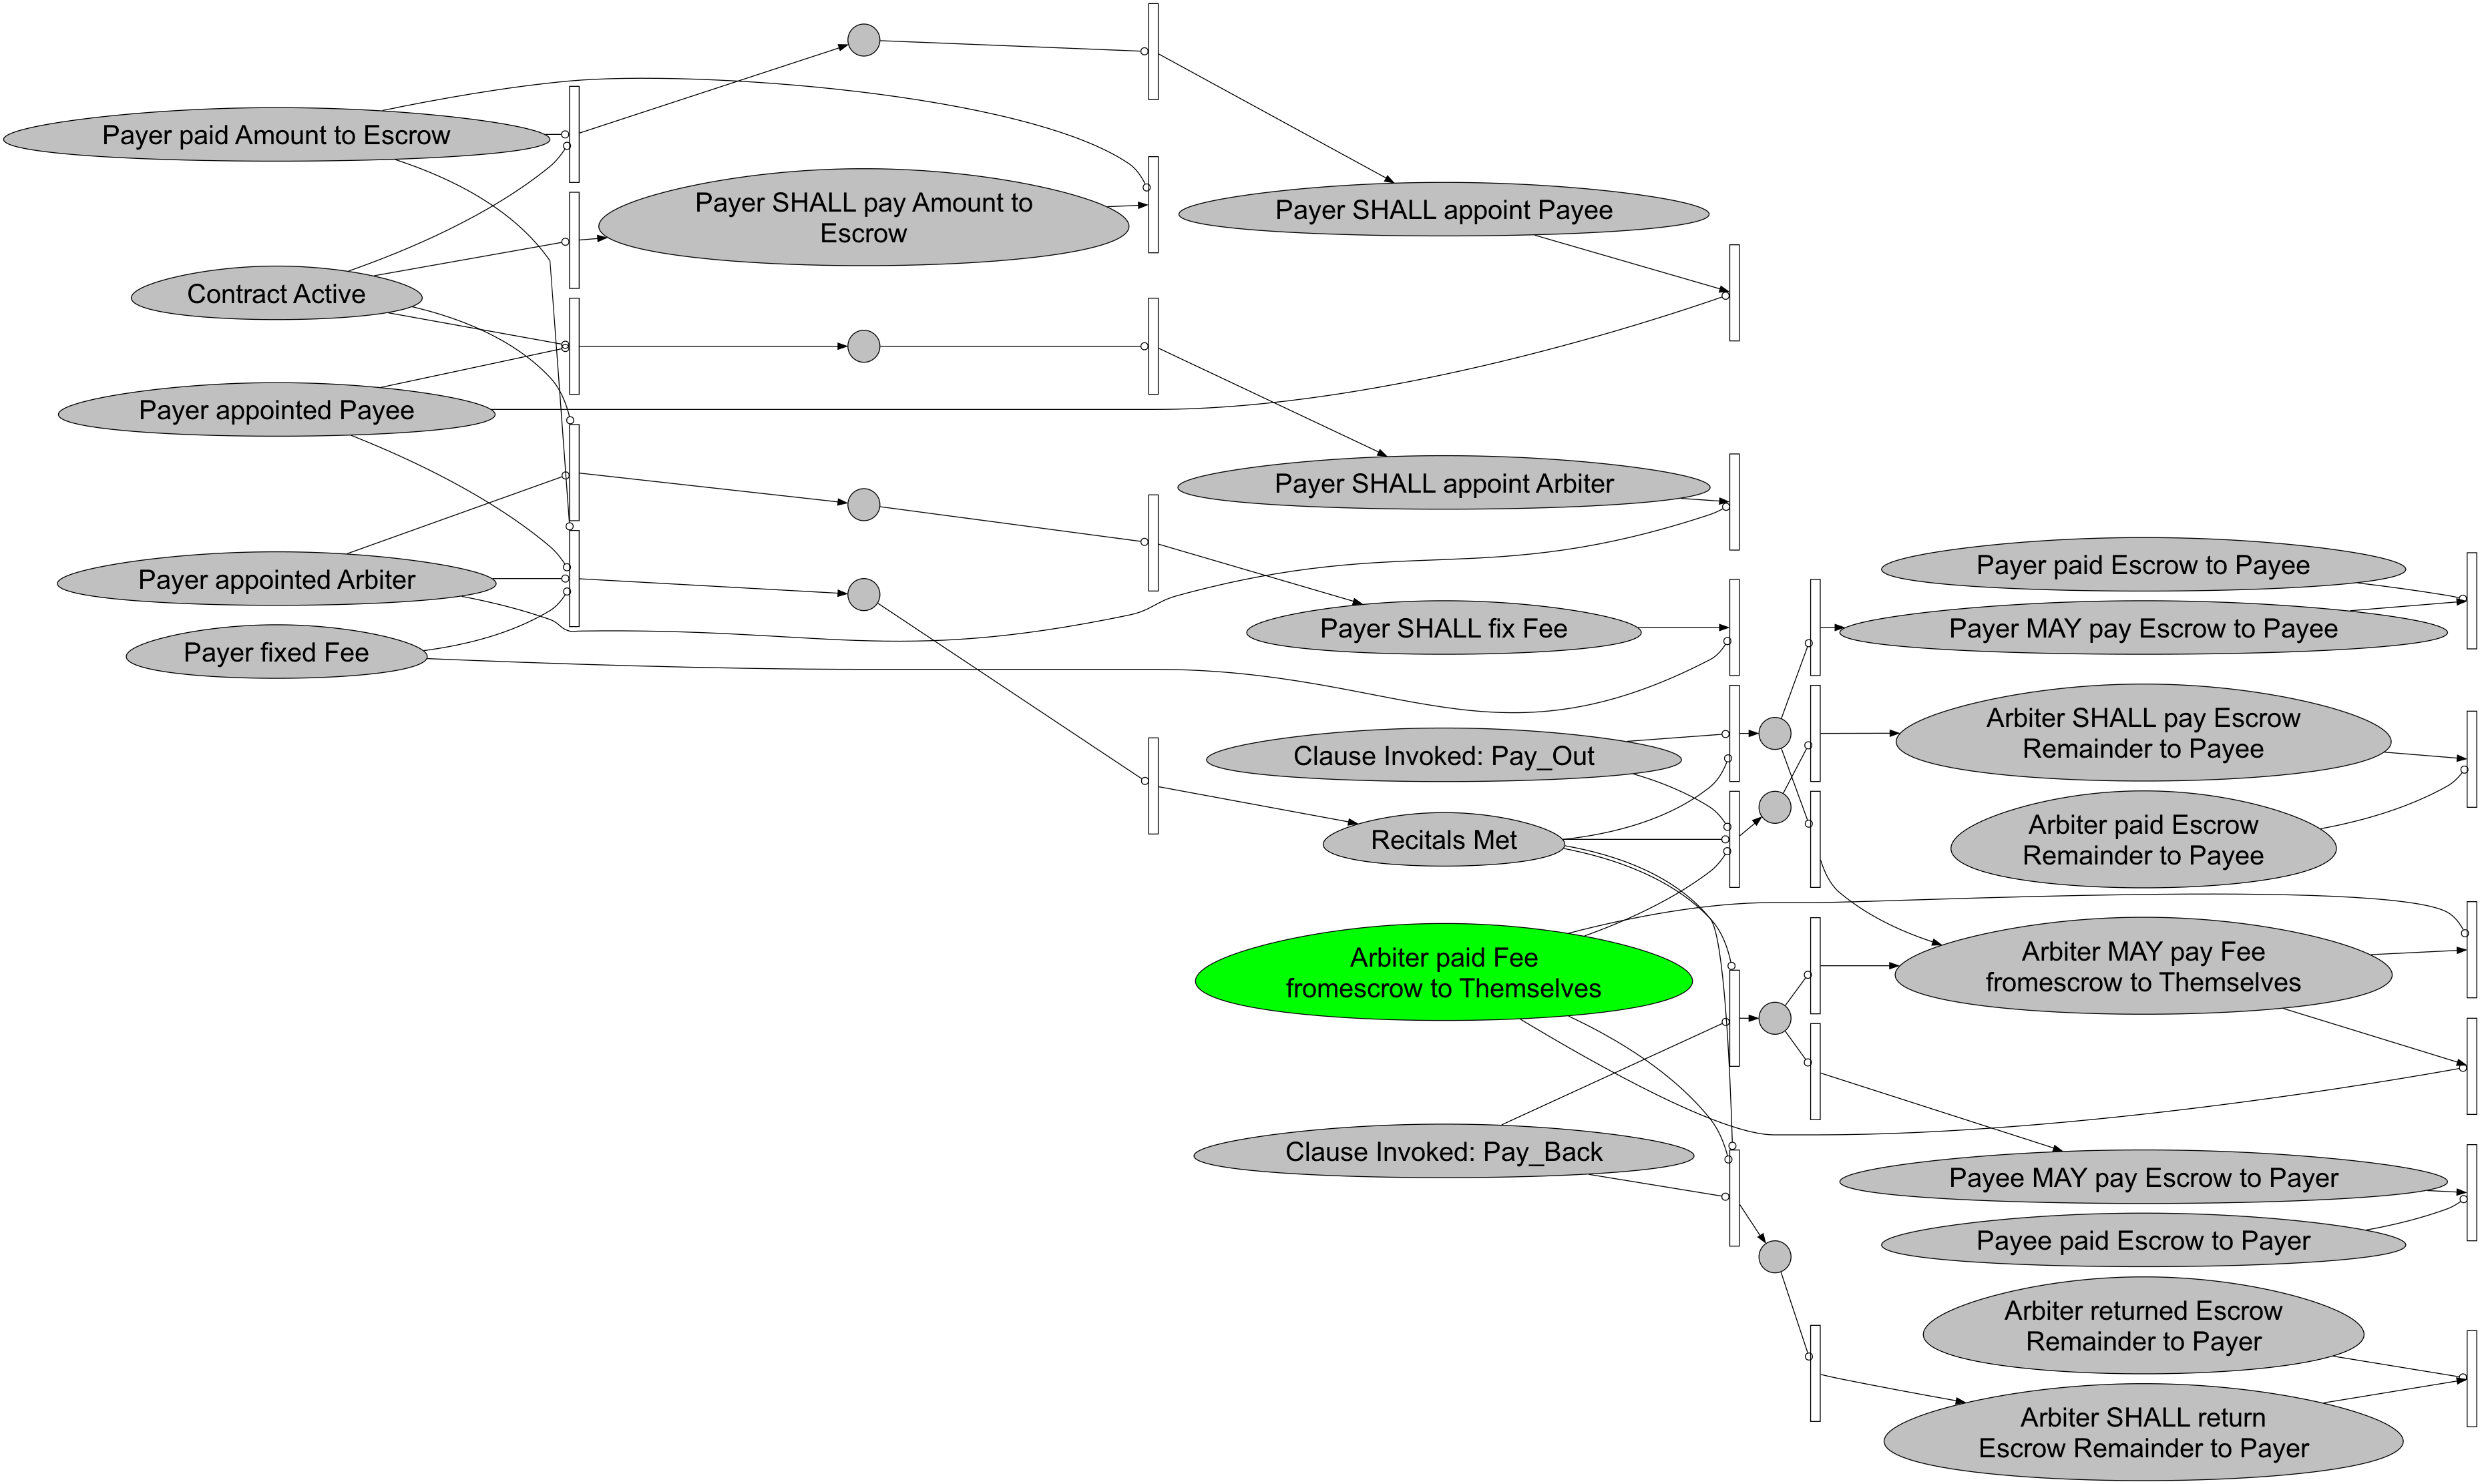 Payer paid Amount to Escrow
Payer SHALL pay Amount to
Escrow
Payer SHALL appoint Payee
Contract Active
Payer appointed Payee
Payer SHALL appoint Arbiter
Payer appointed Arbiter
Payer fixed Fee
Payer SHALL fix Fee
Payer paid Escrow to Payee
Payer MAY pay Escrow to Payee
Clause Invoked: Pay_Out
Arbiter SHALL pay Escrow
Remainder to Payee
Recitals Met
Arbiter paid Escrow
Remainder to Payee
Arbiter paid Fee
fromescrow to Themselves
Arbiter MAY pay Fee
fromescrow to Themselves
Clause Invoked: Pay_Back
Payee MAY pay Escrow to Payer
Payee paid Escrow to Payer
Arbiter returned Escrow
Remainder to Payer
Arbiter SHALL return
Escrow Remainder to Payer